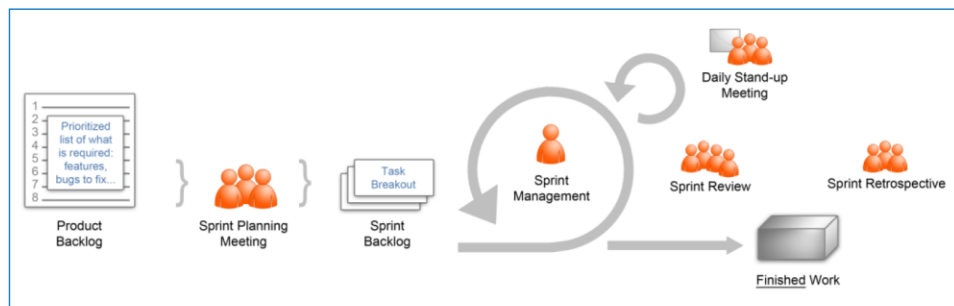 1
2
3
4
5
6
7
8
Prioritized
list of what
is required:
features,
bugs to fix...
Product
Backlog
Sprint Planning
Meeting
Task
Breakout
Sprint
Backlog
Sprint
Management
Daily Stand-up
Meeting
Sprint Review
Sprint Retrospective
Finished Work